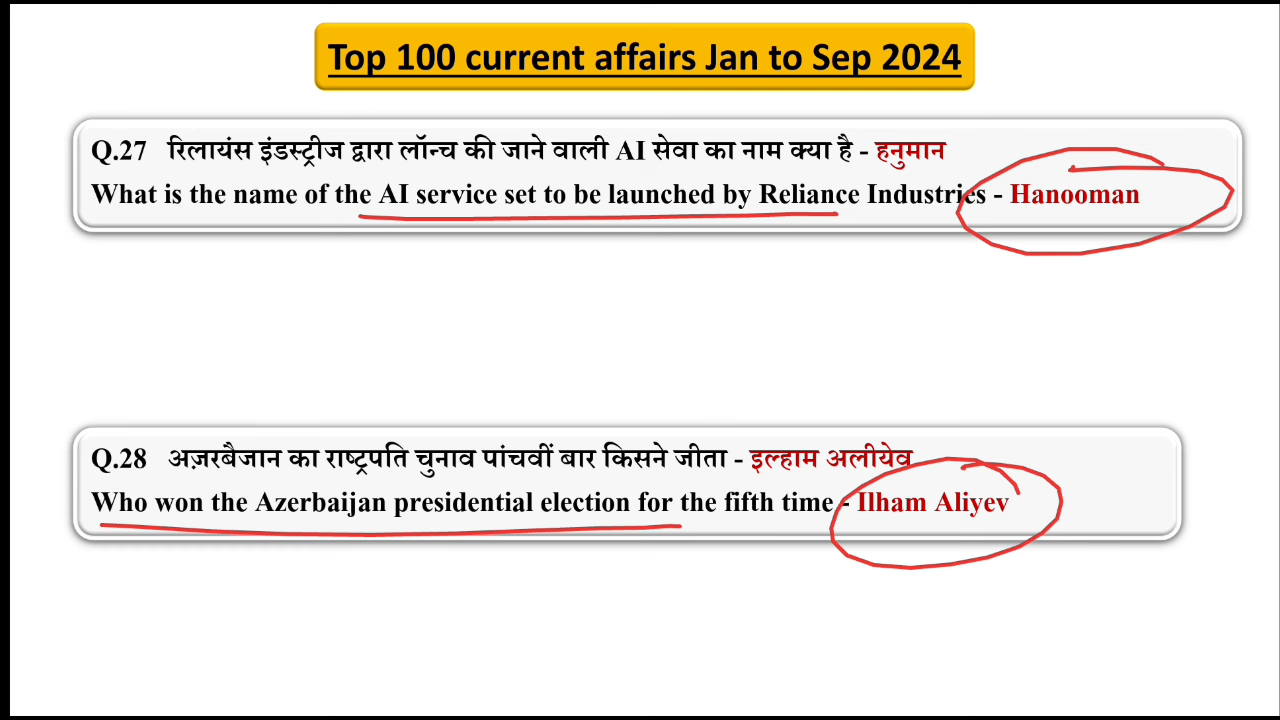 Top 100 current affairs Jan to Sep 2024
Q.27 रिलायंस इंडस्ट्रीज द्वारा लॉन्च की जाने वाली AI सेवा का नाम क्या है - हनुमान
What is the name of the AI service set to be launched by Reliance Industries - Hanooman
Q.28 अज़रबैजान का राष्ट्रपति चुनाव पांचवीं बार किसने जीता - इल्हाम अलीयेव
Who won the Azerbaijan presidential election for the fifth time - Ilham Aliyev